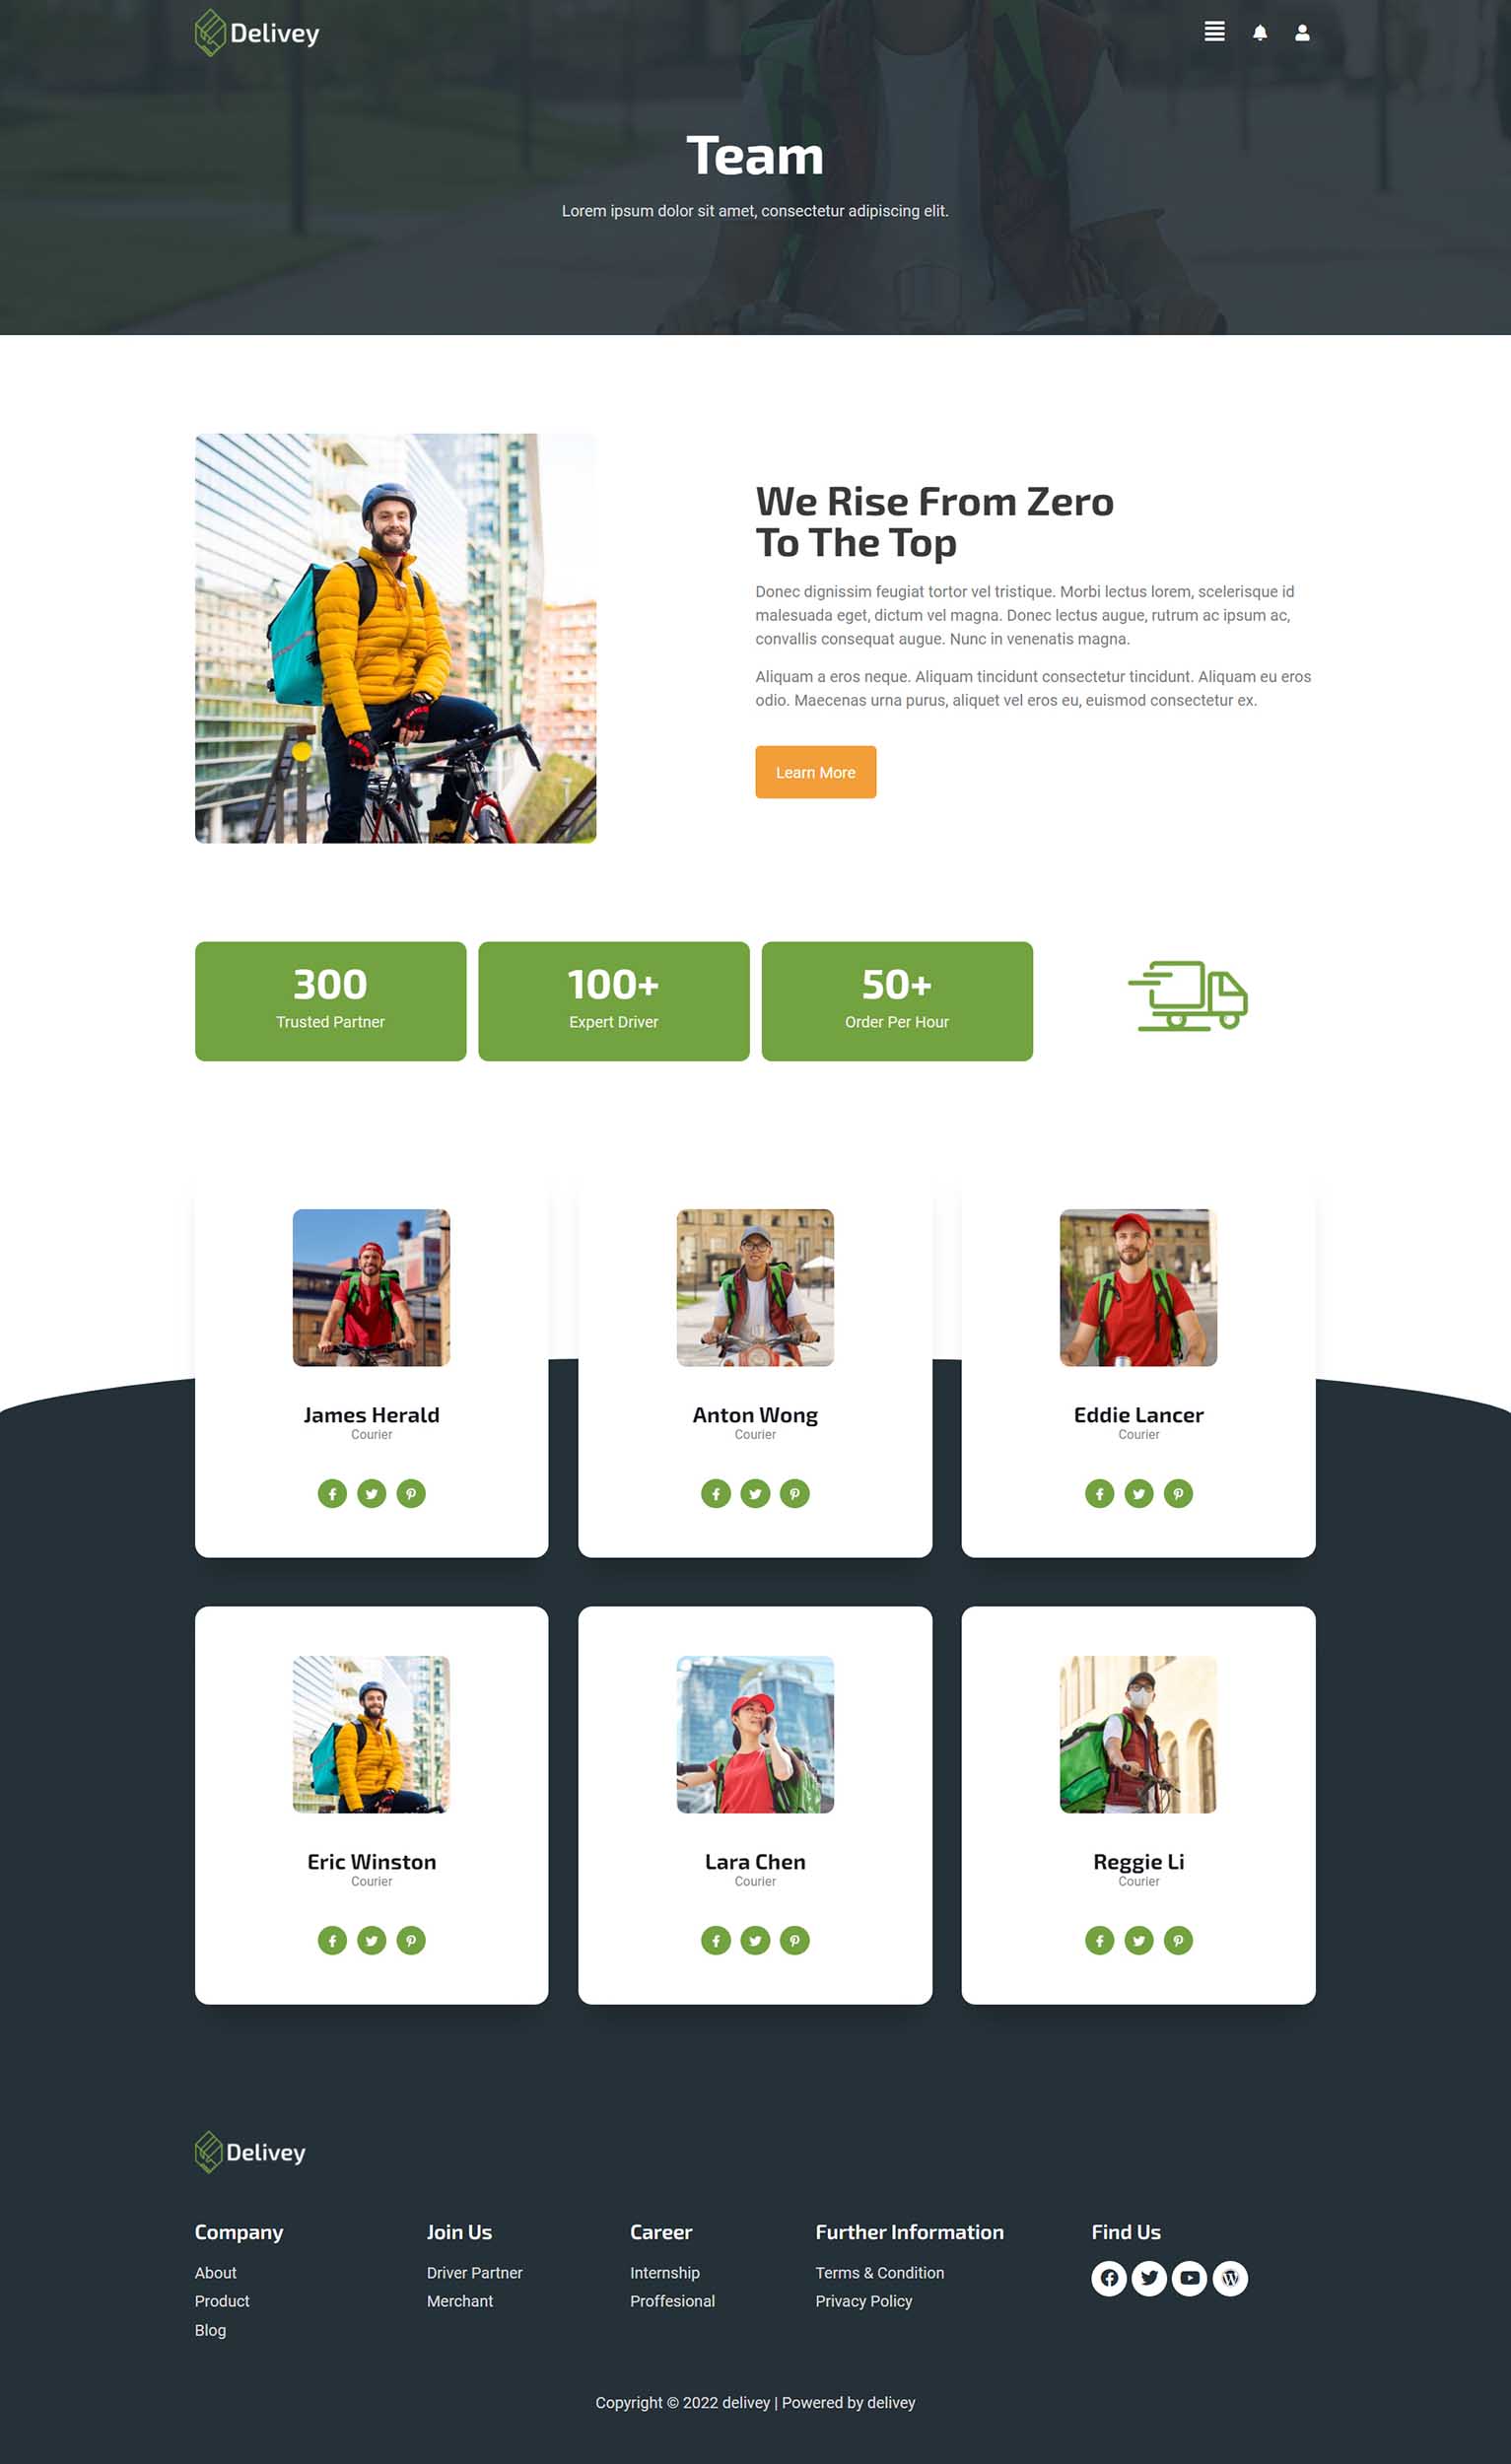 Delivey
Team
Lorem ipsum dolor sit amet, consectetur adipiscing elit.
We Rise From Zero
To The Top
Donec dignissim feugiat tortor vel tristique. Morbi lectus lorem, scelerisque id
malesuada eget, dictum vel magna. Donec lectus augue, rutrum ac ipsum ac,
convallis consequat augue. Nunc in venenatis magna.
Aliquam a eros neque. Aliquam tincidunt consectetur tincidunt. Aliquam eu eros
odio. Maecenas urna purus, aliquet vel eros eu, euismod consectetur ex.
Learn More
300
Trusted Partner
100+
Expert Driver
50+
Order Per Hour
James Herald
Courier
Anton Wong
Courier
Eddie Lancer
Courier
Eric Winston
Courier
Lara Chen
Courier
Reggie Li
Courier
Delivey
Company
About
Product
Blog
Join Us
Driver Partner
Merchant
Career
Internship
Proffesional
Further Information
Terms & Condition
Privacy Policy
Find Us
Copyright © 2022 delivey | Powered by delivey